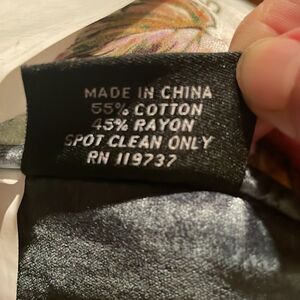 MADE IN CHINA
55% COTTON
45% RAYON
SPOT CLEAN ONLY
RN 119737